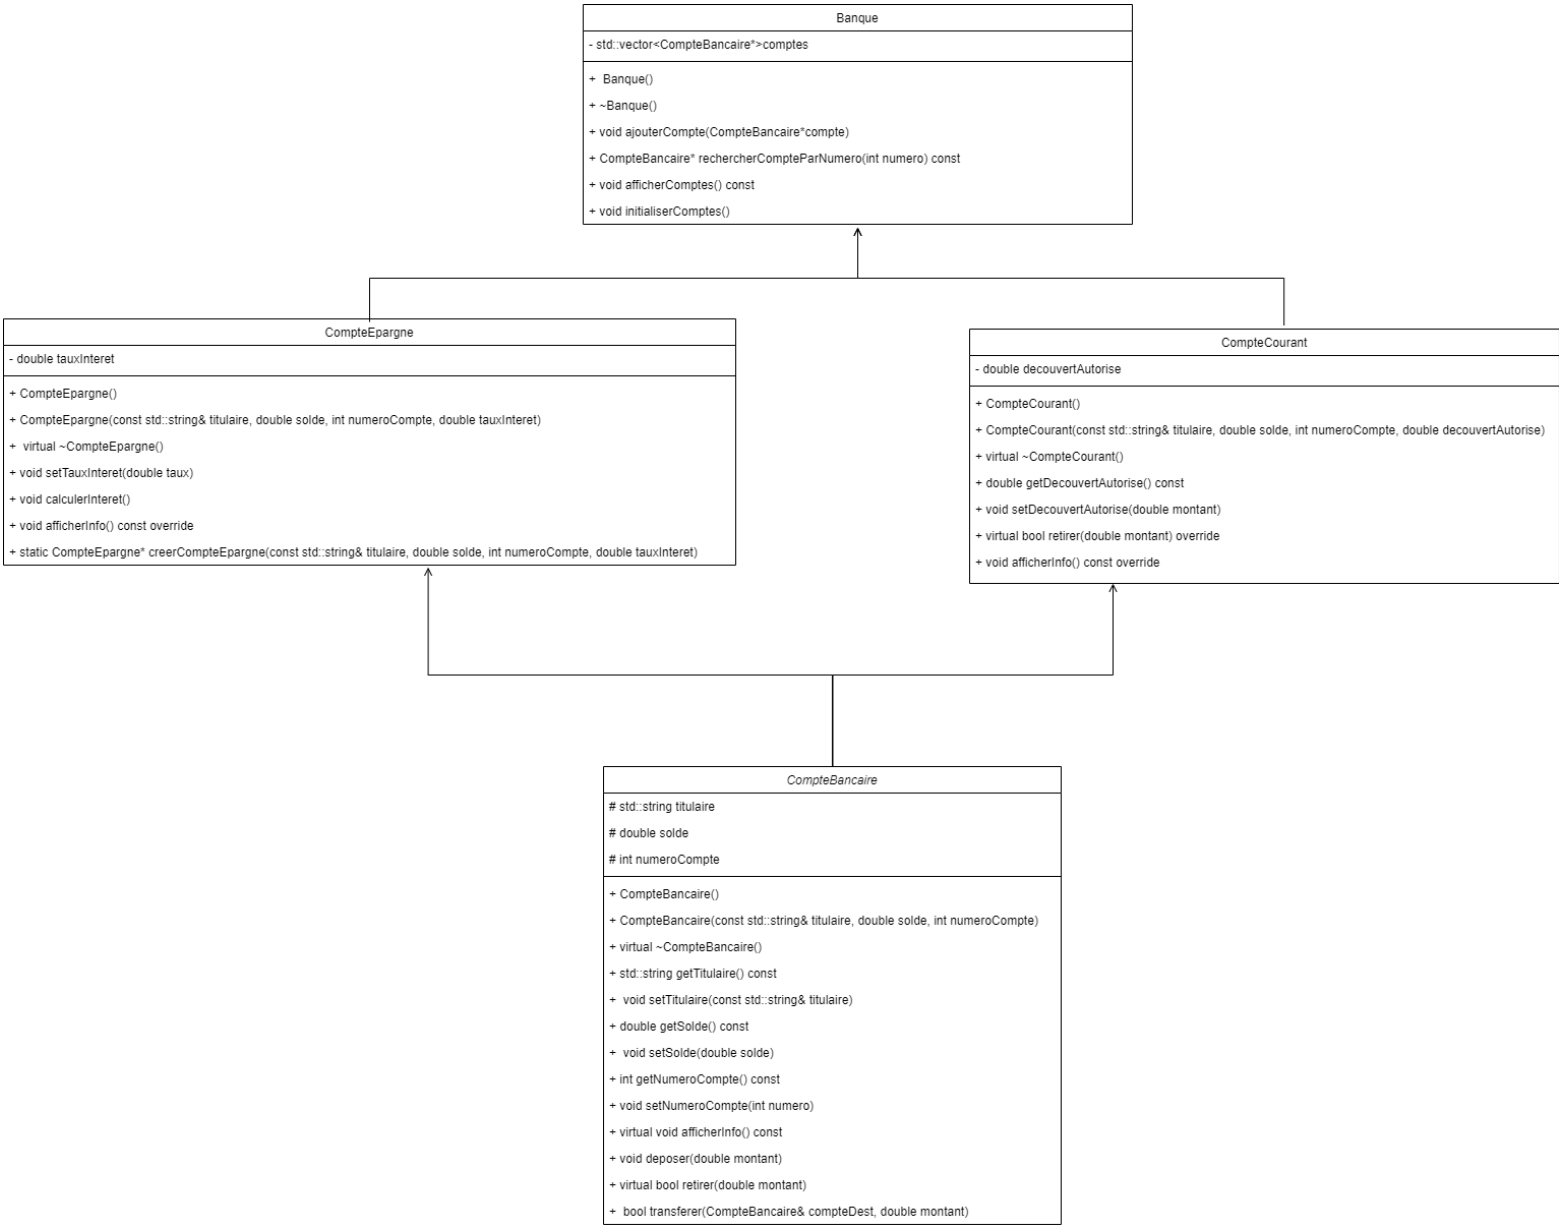 Banque
- std::vector<CompteBancaire*>comptes
+ Banque()
+ ~Banque()
+ void ajouterCompte(CompteBancaire*compte)
+ CompteBancaire* rechercherCompteParNumero(int numero) const
+ void afficherComptes() const
+ void initialiserComptes()
CompteEpargne
- double tauxInteret
+ CompteEpargne()
+ CompteEpargne(const std::string& titulaire, double solde, int numeroCompte, double tauxInteret)
+ virtual ~CompteEpargne()
+ void setTauxInteret(double taux)
+ void calculerInteret()
+ void afficherInfo() const override
+ static CompteEpargne* creerCompteEpargne(const std::string& titulaire, double solde, int numeroCompte, double tauxInteret)
CompteCourant
- double decouvertAutorise
+ CompteCourant()
+ CompteCourant(const std::string& titulaire, double solde, int numeroCompte, double decouvertAutorise)
+ virtual ~CompteCourant()
+ double getDecouvertAutorise() const
+ void setDecouvertAutorise(double montant)
+ virtual bool retirer(double montant) override
+ void afficherInfo() const override
CompteBancaire
# std::string titulaire
# double solde
# int numeroCompte
+ CompteBancaire()
+ CompteBancaire(const std::string& titulaire, double solde, int numeroCompte)
+ virtual ~CompteBancaire()
+ std::string getTitulaire() const
+ void setTitulaire(const std::string& titulaire)
+ double getSolde() const
+ void setSolde(double solde)
+ int getNumeroCompte() const
+ void setNumeroCompte(int numero)
+ virtual void afficherInfo() const
+ void deposer(double montant)
+ virtual bool retirer(double montant)
+ bool transferer(CompteBancaire& compteDest, double montant)